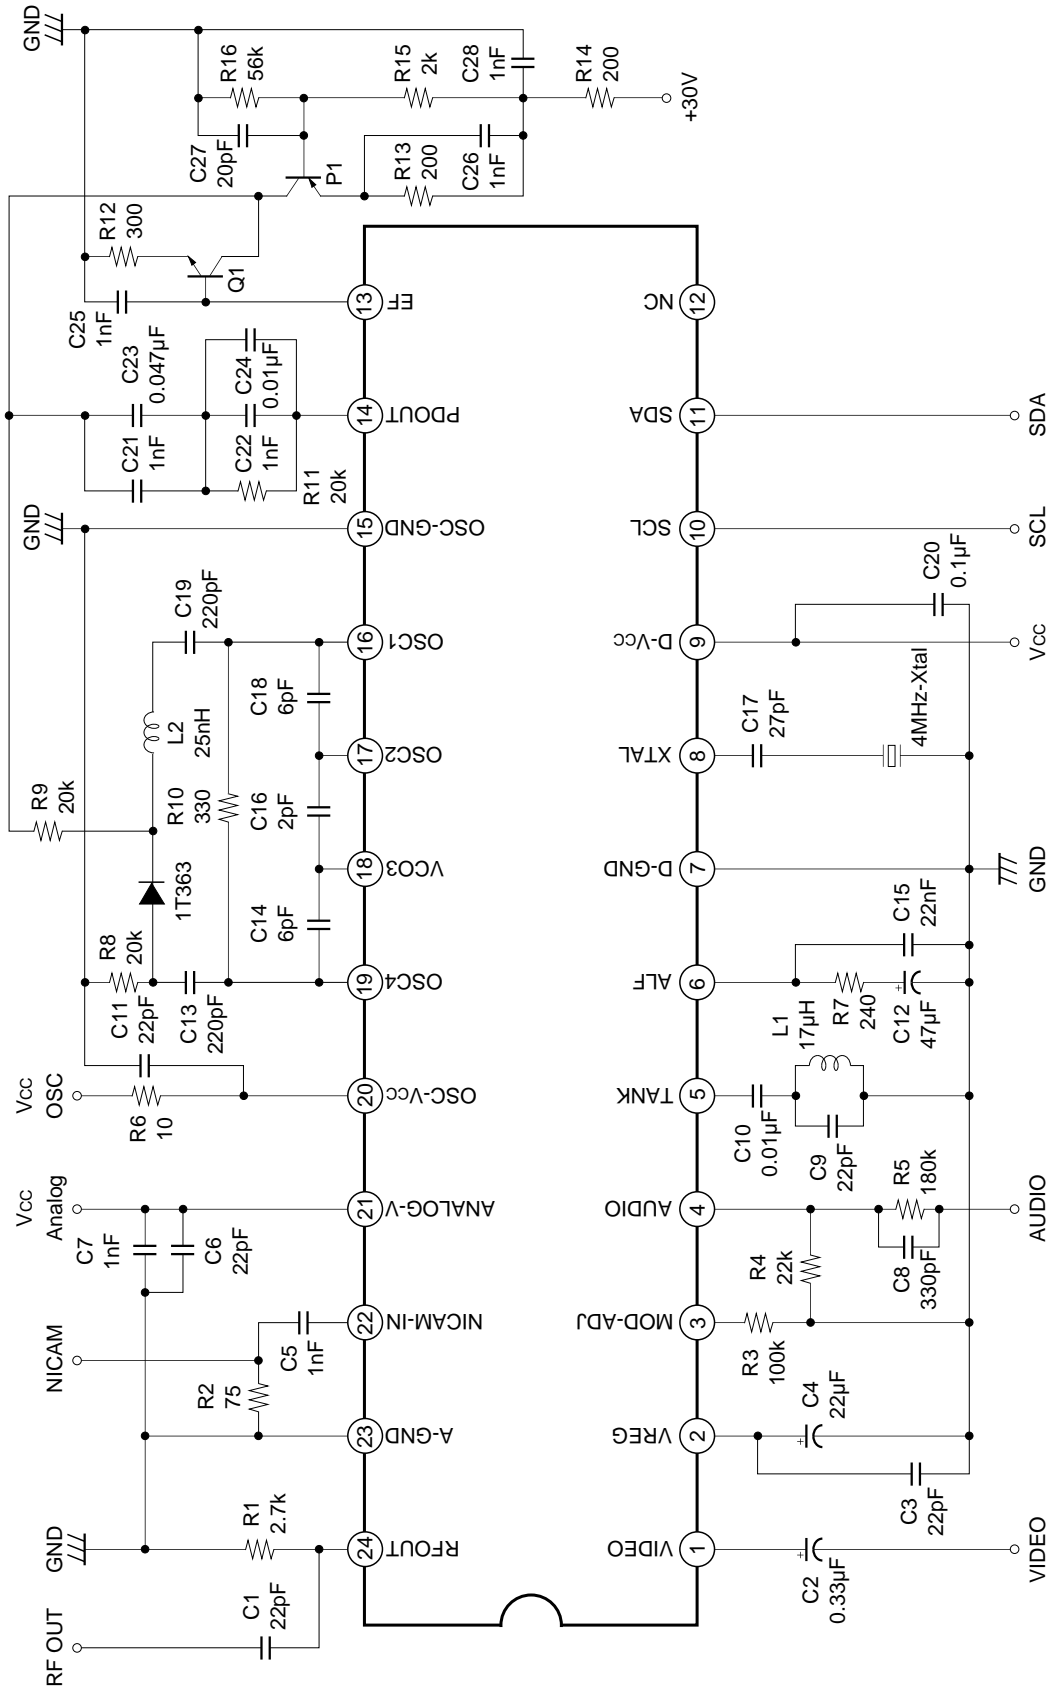 RF OUT
GND
NICAM
Vcc
Analog
Vcc
OSC
GND
GND
C1
22pF
R1
2.7k
R2
75
C5
1nF
C7
1nF
C6
22pF
R6
10
C11
22pF
R8
20k
C13
220pF
1T363
R9
20k
R10
330
L2
25nH
C19
220pF
C14
6pF
C16
2pF
C18
6pF
R11
20k
C21
1nF
C22
1nF
C23
0.047µF
C24
0.01µF
C25
1nF
R12
300
Q1
P1
C27
20pF
R16
56k
R13
200
R15
2k
C26
1nF
C28
1nF
R14
200
+30V
24
RFOUT
23
A-GND
22
NICAM-IN
21
ANALOG-V
20
OSC-Vcc
19
OSC4
18
VCO3
17
OSC2
16
OSC1
15
OSC-GND
14
PDOUT
13
EF
1
VIDEO
2
VREG
3
MOD-ADJ
4
AUDIO
5
TANK
6
ALF
7
D-GND
8
XTAL
9
D-Vcc
10
SCL
11
SDA
12
NC
+
C2
0.33µF
C3
22pF
+
C4
22µF
R3
100k
R4
22k
C8
330pF
R5
180k
C10
0.01µF
C9
22pF
L1
17µH
R7
240
+
C12
47µF
C15
22nF
C17
27pF
4MHz-Xtal
C20
0.1µF
VIDEO
AUDIO
GND
Vcc
SCL
SDA